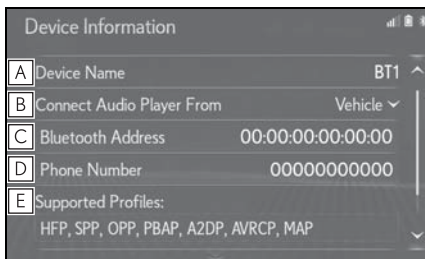 Device Information
A Device Name BT1
B Connect Audio Player From Vehicle
C Bluetooth Address 00:00:00:00:00:00
D Phone Number 00000000000
E Supported Profiles:
HFP, SPP, OPP, PBAP, A2DP, AVRCP, MAP